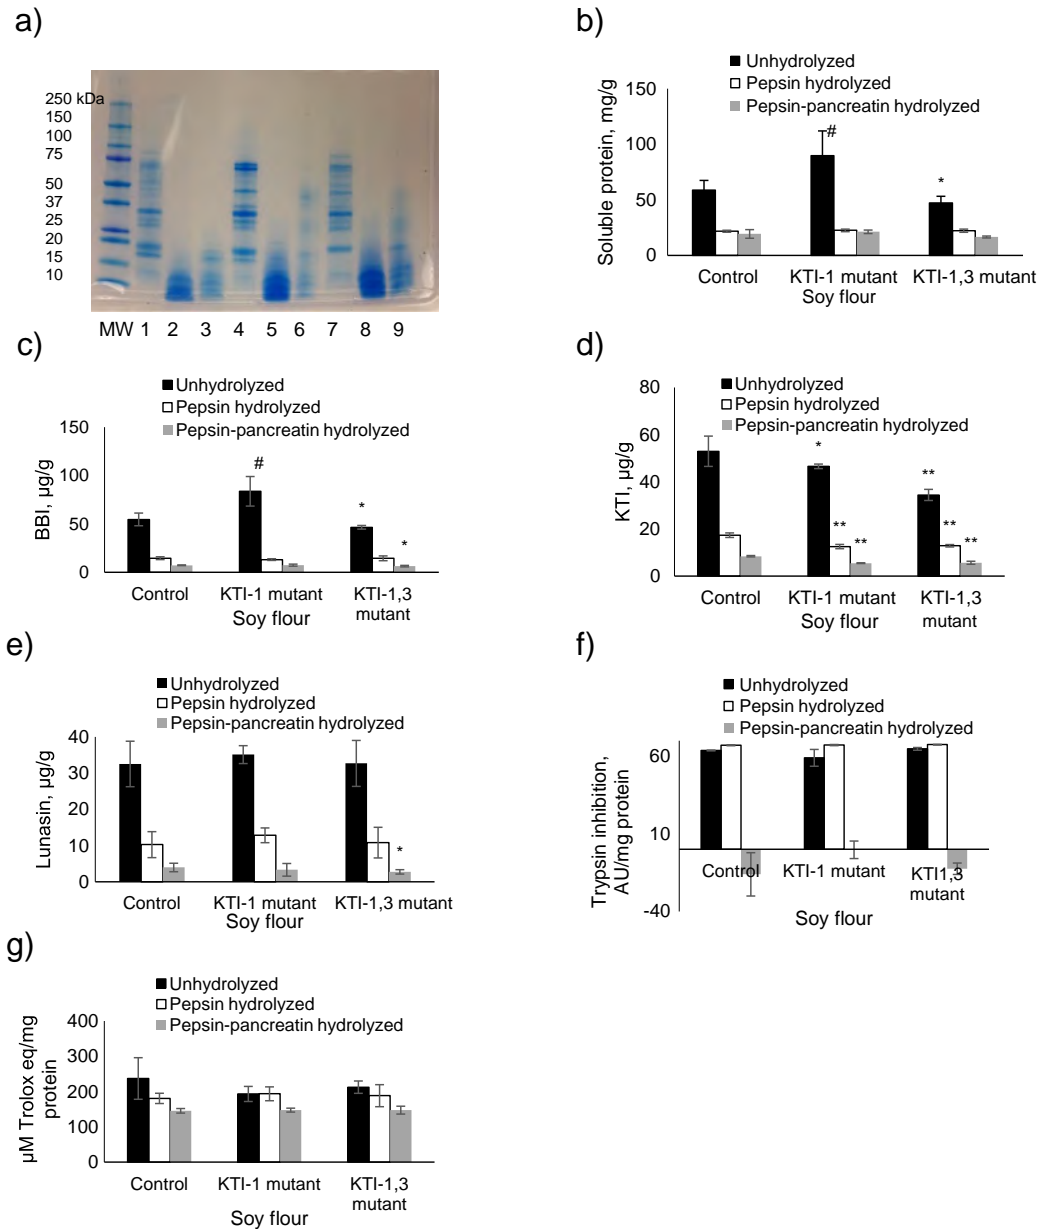 a)
250 kDa
150
100
75
50
37
25
20
15
10
MW 1 2 3 4 5 6 7 8 9
b)
Unhydrolyzed
Pepsin hydrolyzed
Pepsin-pancreatin hydrolyzed
Soluble protein, mg/g
150
100
50
0
#
*
Control KTI-1 mutant KTI-1,3 mutant
Soy flour
c)
Unhydrolyzed
Pepsin hydrolyzed
Pepsin-pancreatin hydrolyzed
BBI, µg/g
150
100
50
0
#
*
*
Control KTI-1 mutant KTI-1,3
mutant
Soy flour
d)
Unhydrolyzed
Pepsin hydrolyzed
Pepsin-pancreatin hydrolyzed
KTI, µg/g
80
60
40
20
0
*
**
**
**
**
**
Control KTI-1 mutant KTI-1,3
mutant
Soy flour
e)
Unhydrolyzed
Pepsin hydrolyzed
Pepsin-pancreatin hydrolyzed
Lunasin, µg/g
40
30
20
10
0
*
Control KTI-1 mutant KTI-1,3 mutant
Soy flour
f)
Unhydrolyzed
Pepsin hydrolyzed
Pepsin-pancreatin hydrolyzed
Trypsin inhibition,
AU/mg protein
60
10
-40
Control KTI-1 mutant KTI1,3
mutant
Soy flour
g)
Unhydrolyzed
Pepsin hydrolyzed
Pepsin-pancreatin hydrolyzed
µM Trolox eq/mg
protein
400
300
200
100
0
Control KTI-1 mutant KTI-1,3
mutant
Soy flour